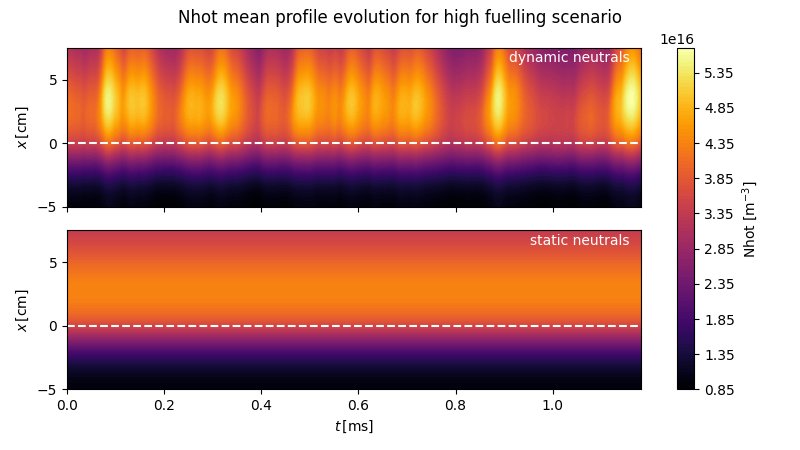 Nhot mean profile evolution for high fuelling scenario
1e16
dynamic neutrals
5
0
−5
x [cm]
static neutrals
5
0
−5
x [cm]
0.0 0.2 0.4 0.6 0.8 1.0
t [ms]
5.35
4.85
4.35
3.85
3.35
2.85
2.35
1.85
1.35
0.85
Nhot [m⁻³]